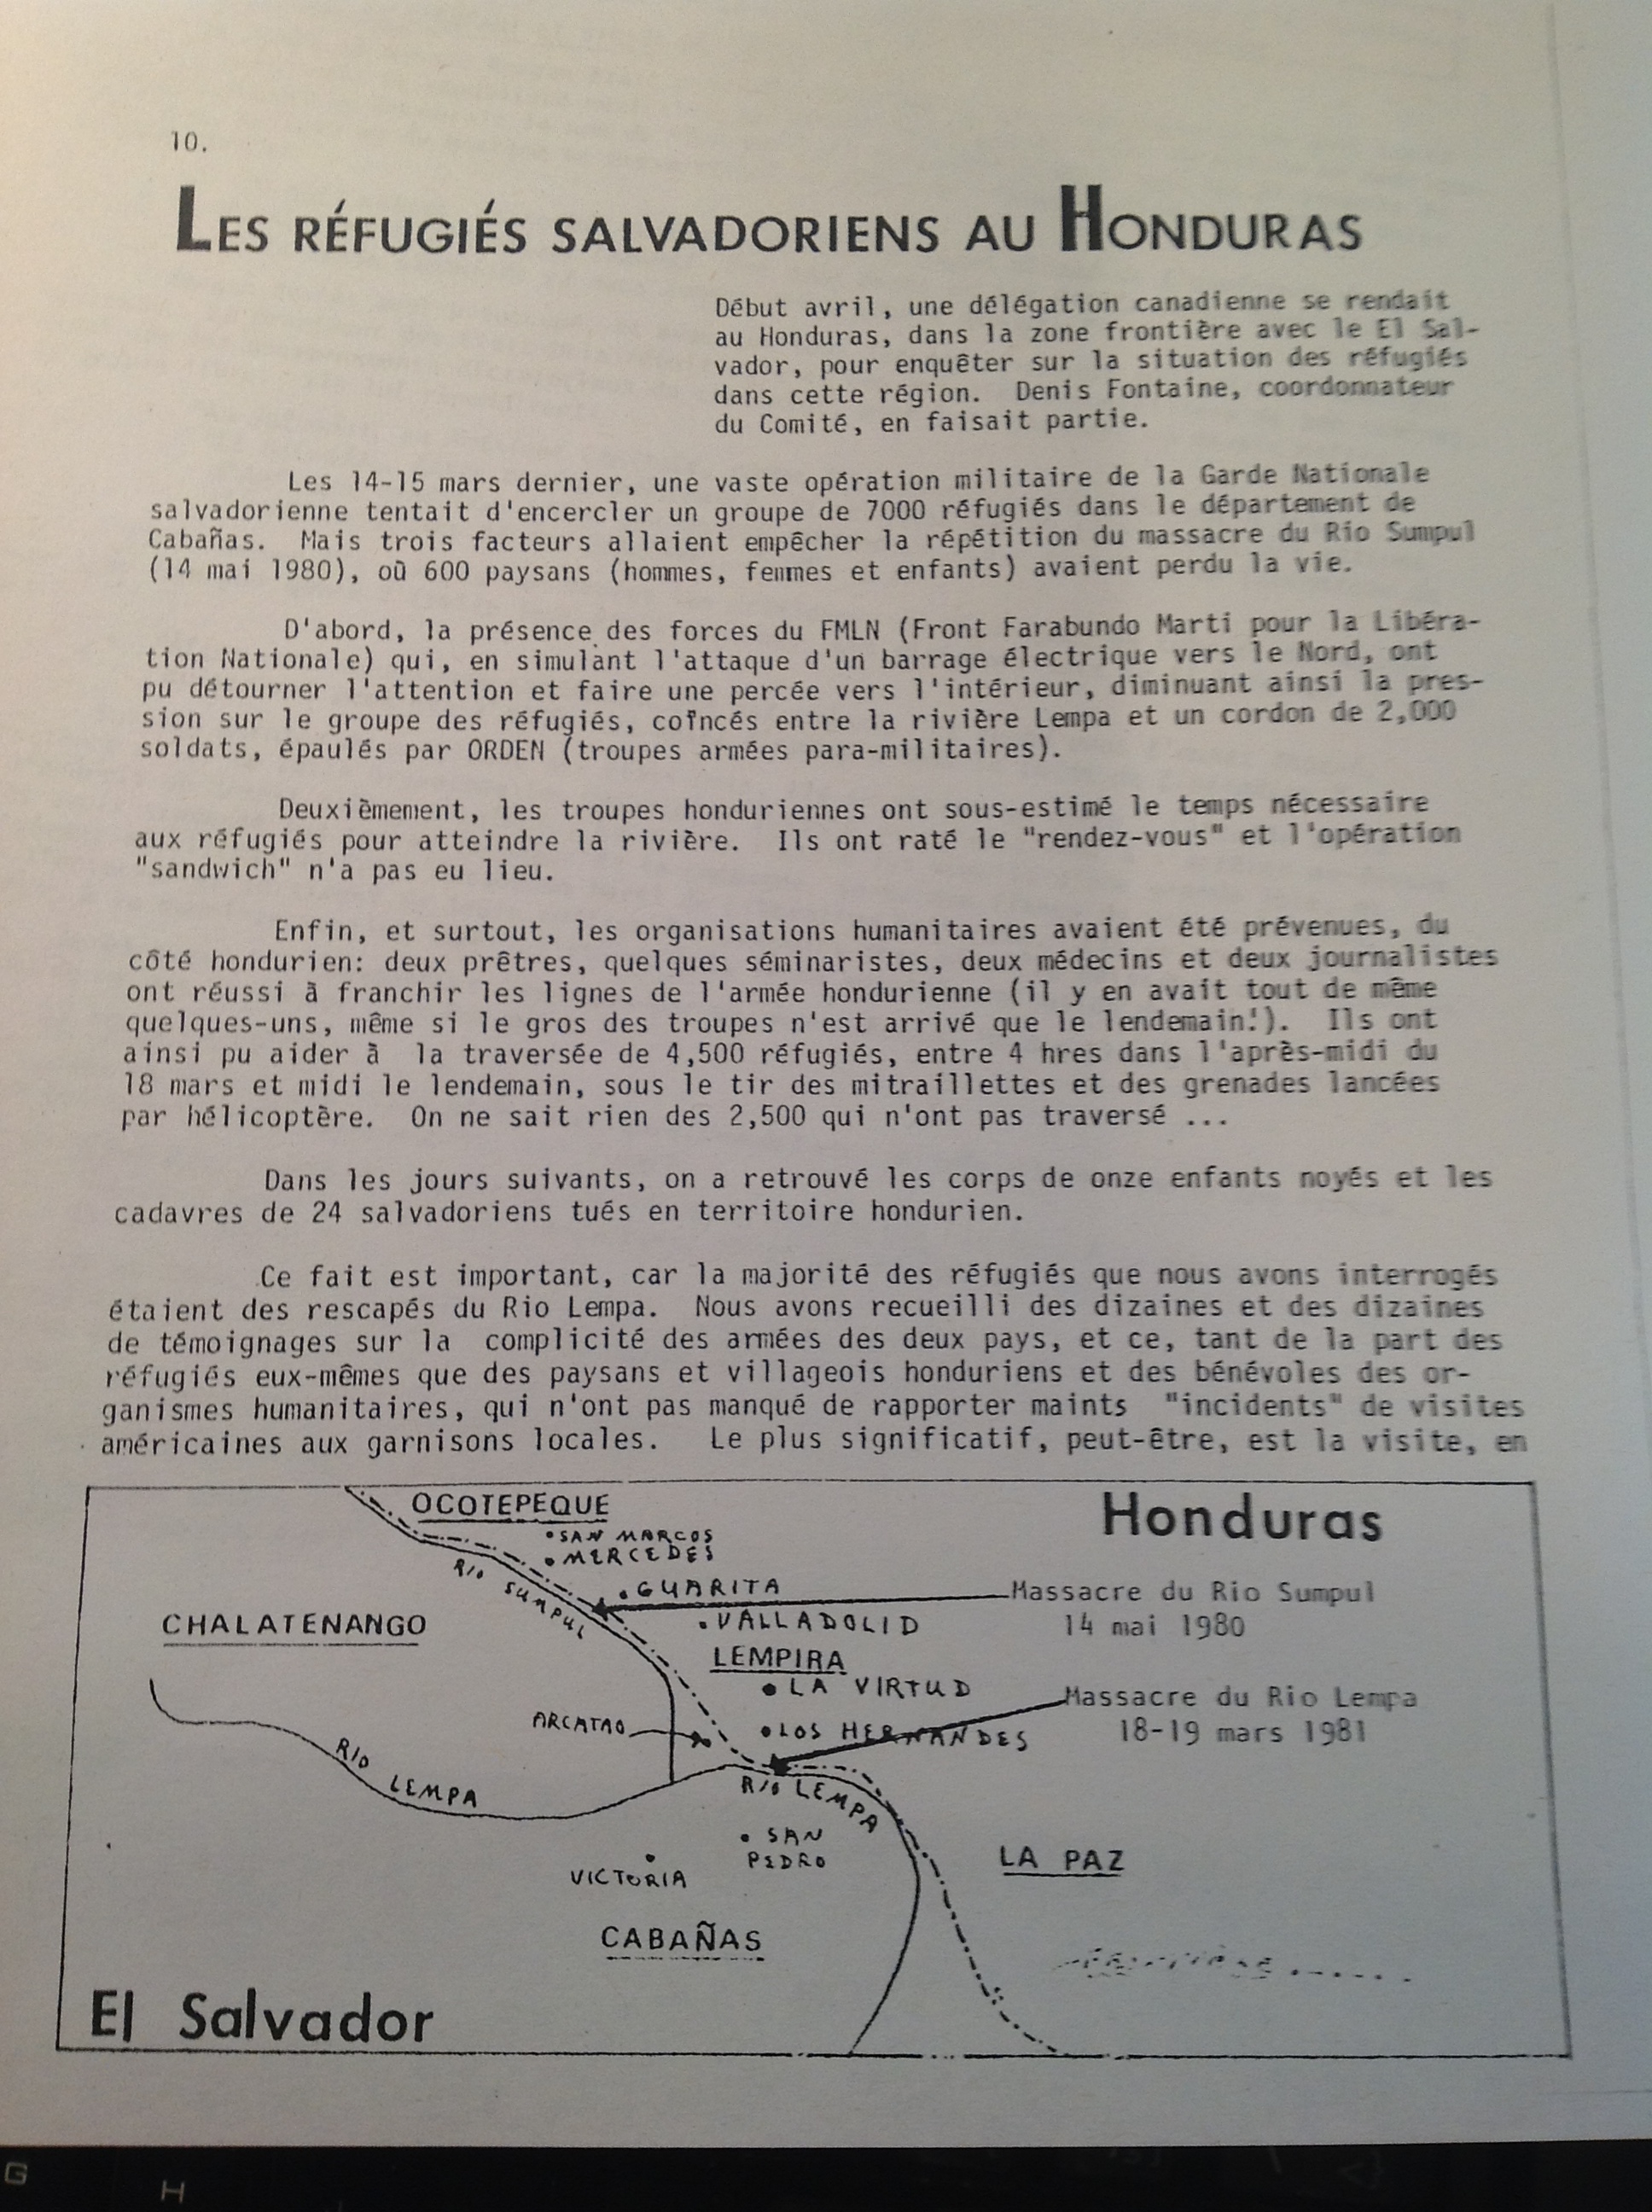 10.
LES RÉFUGIÉS SALVADORIENS AU HONDURAS
Début avril, une délégation canadienne se rendait
au Honduras, dans la zone frontière avec le El Sal-
vador, pour enquêter sur la situation des réfugiés
dans cette région. Denis Fontaine, coordonnateur
du Comité, en faisait partie.
Les 14-15 mars dernier, une vaste opération militaire de la Garde Nationale
salvadorienne tentait d'encercler un groupe de 7000 réfugiés dans le département de
Cabañas. Mais trois facteurs allaient empêcher la répétition du massacre du Rio Sumpul
(14 mai 1980), où 600 paysans (hommes, femmes et enfants) avaient perdu la vie.
D'abord, la présence des forces du FMLN (Front Farabundo Marti pour la Libéra-
tion Nationale) qui, en simulant l'attaque d'un barrage électrique vers le Nord, ont
pu détourner l'attention et faire une percée vers l'intérieur, diminuant ainsi la pres-
sion sur le groupe des réfugiés, coîncés entre la rivière Lempa et un cordon de 2,000
soldats, épaulés par ORDEN (troupes armées para-militaires).
Deuxièmement, les troupes honduriennes ont sous-estimé le temps nécessaire
aux réfugiés pour atteindre la rivière. Ils ont raté le "rendez-vous" et l'opération
"sandwich" n'a pas eu lieu.
Enfin, et surtout, les organisations humanitaires avaient été prévenues, du
côté hondurien: deux prêtres, quelques séminaristes, deux médecins et deux journalistes
ont réussi à franchir les lignes de l'armée hondurienne (il y en avait tout de même
quelques-uns, même si le gros des troupes n'est arrivé que le lendemain!). Ils ont
ainsi pu aider à la traversée de 4,500 réfugiés, entre 4 hres dans l'après-midi du
18 mars et midi le lendemain, sous le tir des mitraillettes et des grenades lancées
par hélicoptère. On ne sait rien des 2,500 qui n'ont pas traversé ...
Dans les jours suivants, on a retrouvé les corps de onze enfants noyés et les
cadavres de 24 salvadoriens tués en territoire hondurien.
Ce fait est important, car la majorité des réfugiés que nous avons interrogés
étaient des rescapés du Rio Lempa. Nous avons recueilli des dizaines et des dizaines
de témoignages sur la complicité des armées des deux pays, et ce, tant de la part des
réfugiés eux-mêmes que des paysans et villageois honduriens et des bénévoles des or-
ganismes humanitaires, qui n'ont pas manqué de rapporter maints "incidents" de visites
américaines aux garnisons locales. Le plus significatif, peut-être, est la visite, en
OCOTEPEQUE
Honduras
SAN MARCOS
MERCEDES
RIO SUMPUL
GUARITA
Massacre du Rio Sumpul
14 mai 1980
CHALATENANGO
VALLADOLID
LEMPIRA
LA VIRTUD
Massacre du Rio Lempa
18-19 mars 1981
ARCATAO
LOS HERNANDES
RIO LEMPA
RIO LEMPA
SAN
PEDRO
VICTORIA
LA PAZ
CABAÑAS
El Salvador
G
H